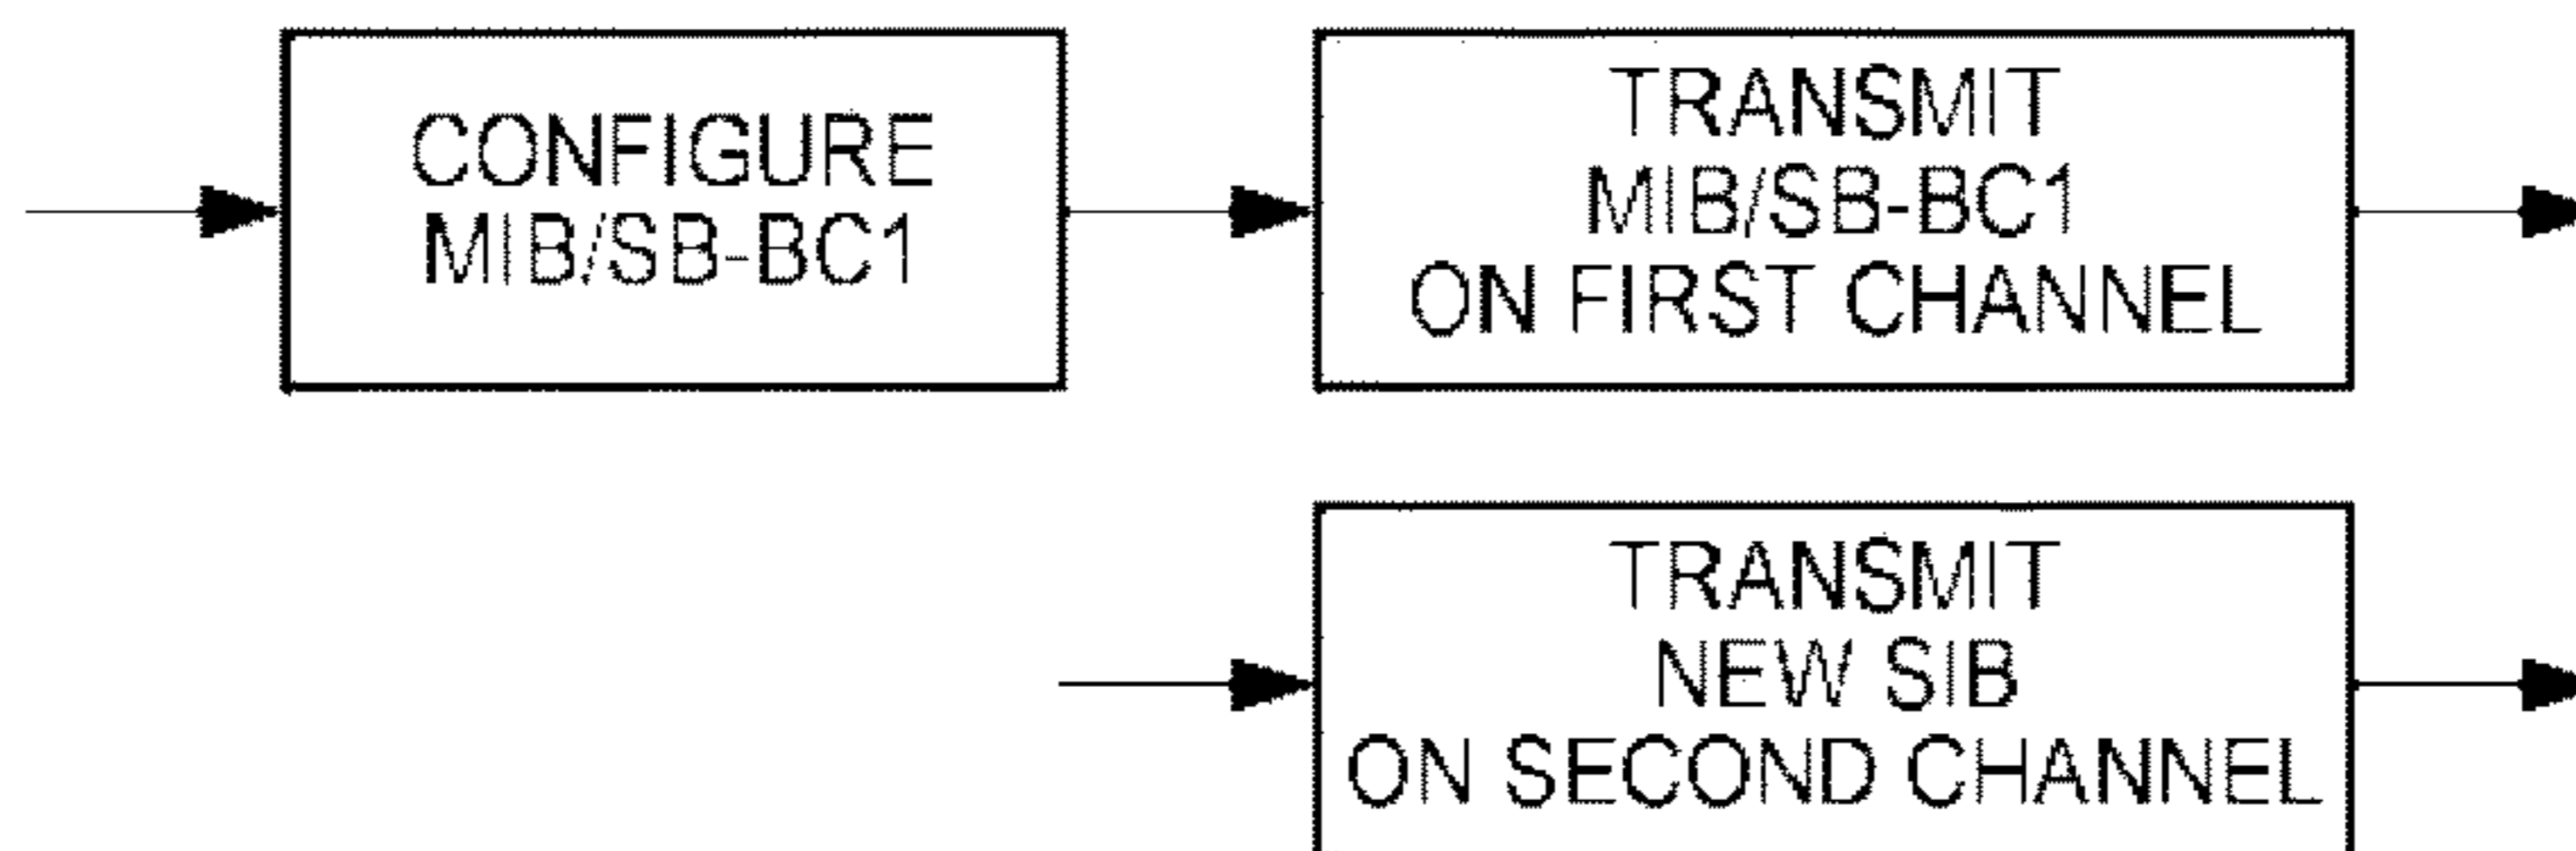 CONFIGURE
MIB/SB-BC1
TRANSMIT
MIB/SB-BC1
ON FIRST CHANNEL
TRANSMIT
NEW SIB
ON SECOND CHANNEL